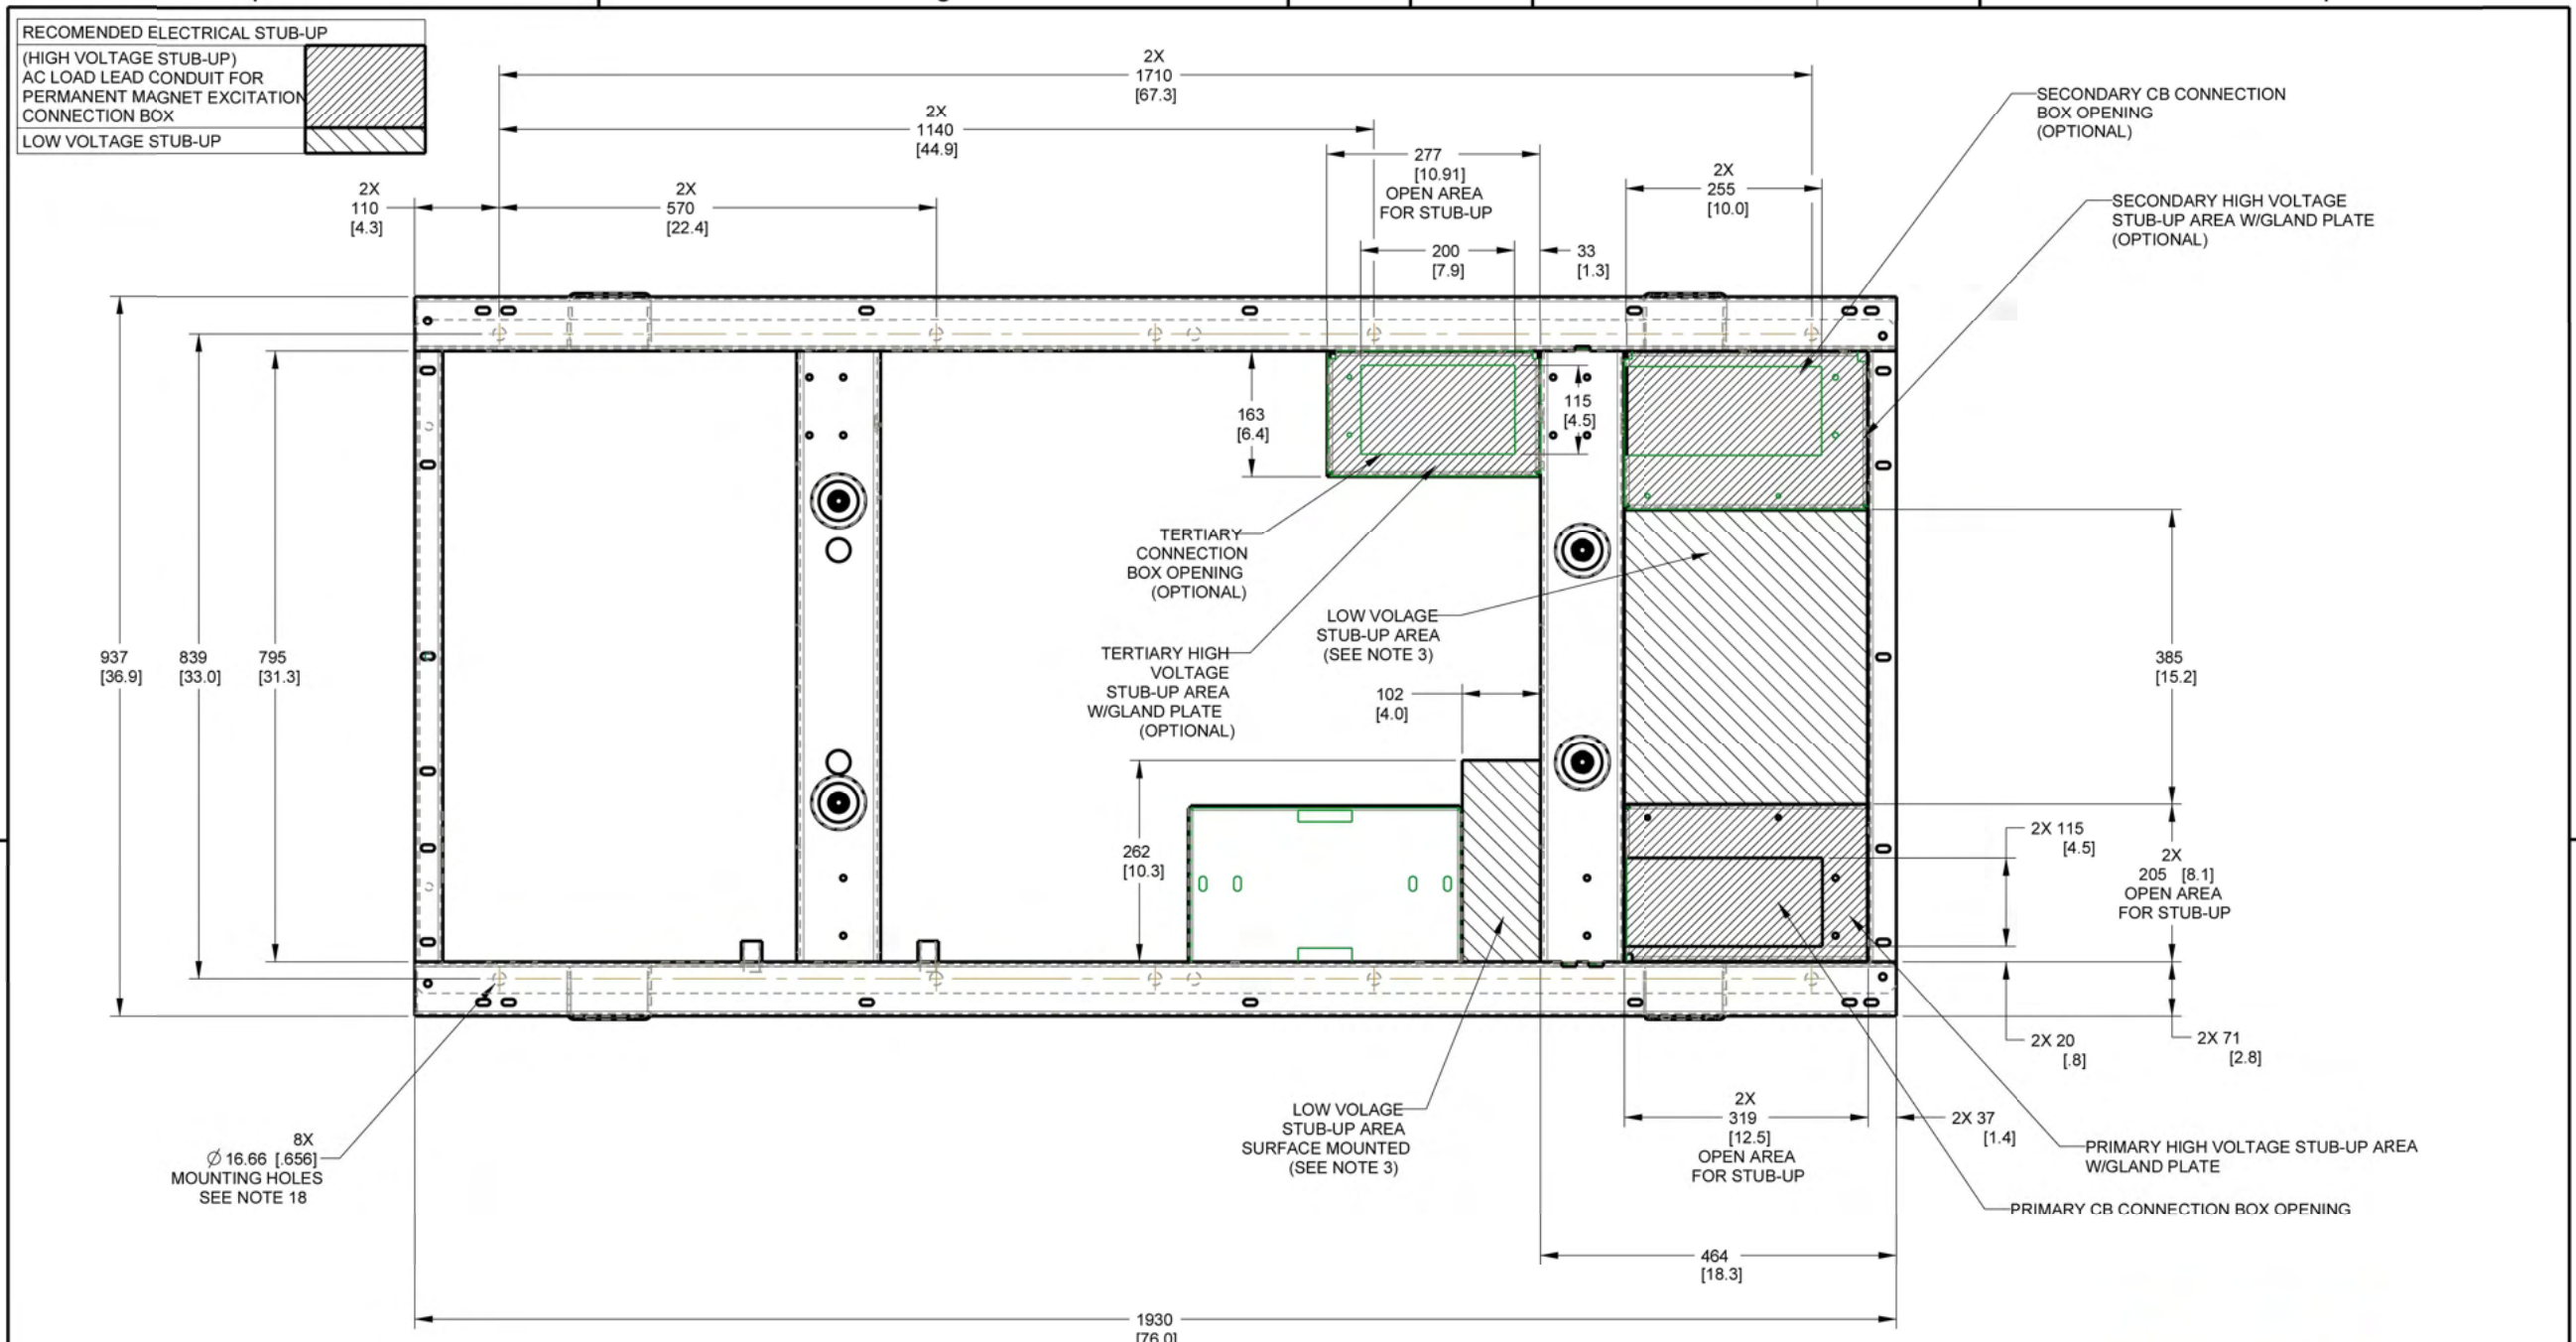 RECOMENDED ELECTRICAL STUB-UP
(HIGH VOLTAGE STUB-UP)
AC LOAD LEAD CONDUIT FOR
PERMANENT MAGNET EXCITATION
CONNECTION BOX
LOW VOLTAGE STUB-UP
2X
1710
[67.3]
2X
1140
[44.9]
2X
110
[4.3]
2X
570
[22.4]
277
[10.91]
OPEN AREA
FOR STUB-UP
200
[7.9]
33
[1.3]
2X
255
[10.0]
SECONDARY CB CONNECTION
BOX OPENING
(OPTIONAL)
SECONDARY HIGH VOLTAGE
STUB-UP AREA W/GLAND PLATE
(OPTIONAL)
163
[6.4]
115
[4.5]
TERTIARY
CONNECTION
BOX OPENING
(OPTIONAL)
LOW VOLAGE
STUB-UP AREA
(SEE NOTE 3)
TERTIARY HIGH
VOLTAGE
STUB-UP AREA
W/GLAND PLATE
(OPTIONAL)
937
[36.9]
839
[33.0]
795
[31.3]
102
[4.0]
385
[15.2]
262
[10.3]
2X 115
[4.5]
2X
205 [8.1]
OPEN AREA
FOR STUB-UP
2X 20
[.8]
2X 71
[2.8]
8X
Ø 16.66 [.656]
MOUNTING HOLES
SEE NOTE 18
LOW VOLAGE
STUB-UP AREA
SURFACE MOUNTED
(SEE NOTE 3)
2X
319
[12.5]
OPEN AREA
FOR STUB-UP
2X 37
[1.4]
PRIMARY HIGH VOLTAGE STUB-UP AREA
W/GLAND PLATE
PRIMARY CB CONNECTION BOX OPENING
464
[18.3]
1930
[76.0]